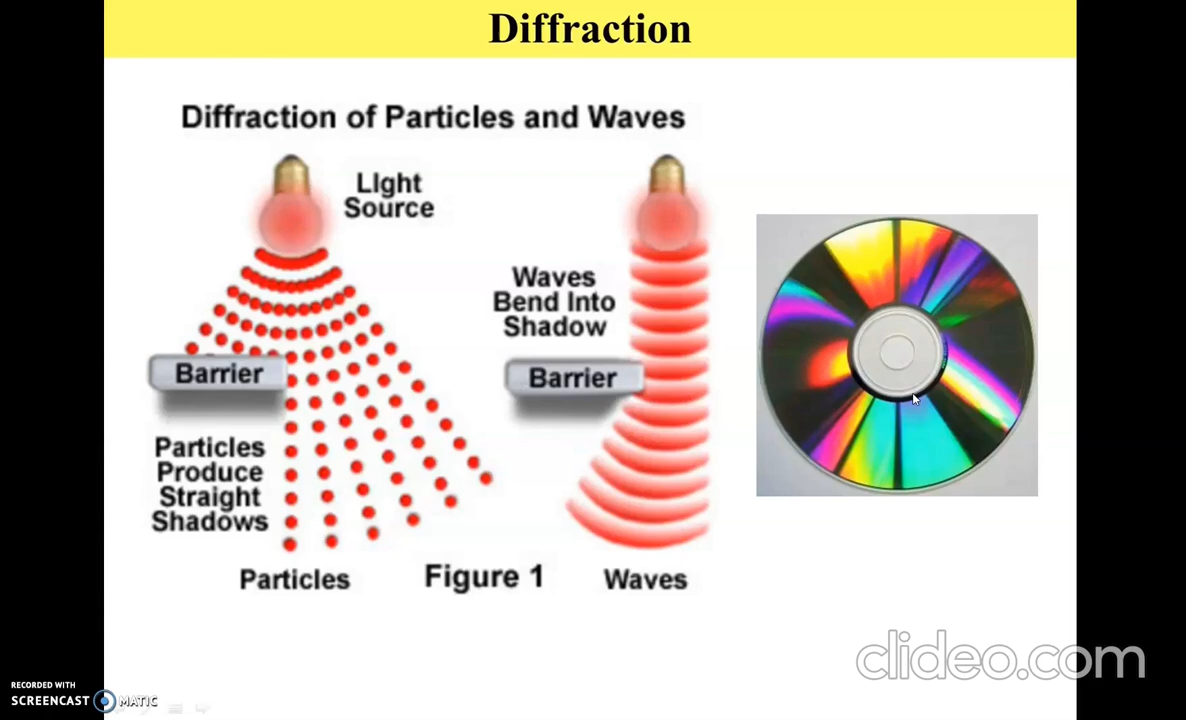 Diffraction
Diffraction of Particles and Waves
LIght
Source
Waves
Bend Into
Shadow
Barrier
Barrier
Particles
Produce
Straight
Shadows
Particles
Figure 1
Waves
clideo.com
RECORDED WITH
SCREENCAST MATIC